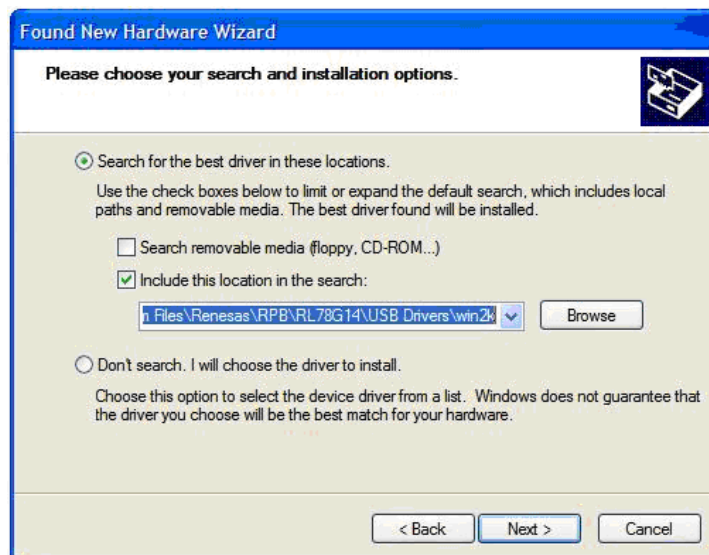 Found New Hardware Wizard
Please choose your search and installation options.
Search for the best driver in these locations.
Use the check boxes below to limit or expand the default search, which includes local
paths and removable media. The best driver found will be installed.
Search removable media (floppy, CD-ROM...)
Include this location in the search:
n Files\Renesas\RPB\RL78G14\USB Drivers\win2k
Browse
Don't search. I will choose the driver to install.
Choose this option to select the device driver from a list. Windows does not guarantee that
the driver you choose will be the best match for your hardware.
< Back
Next >
Cancel